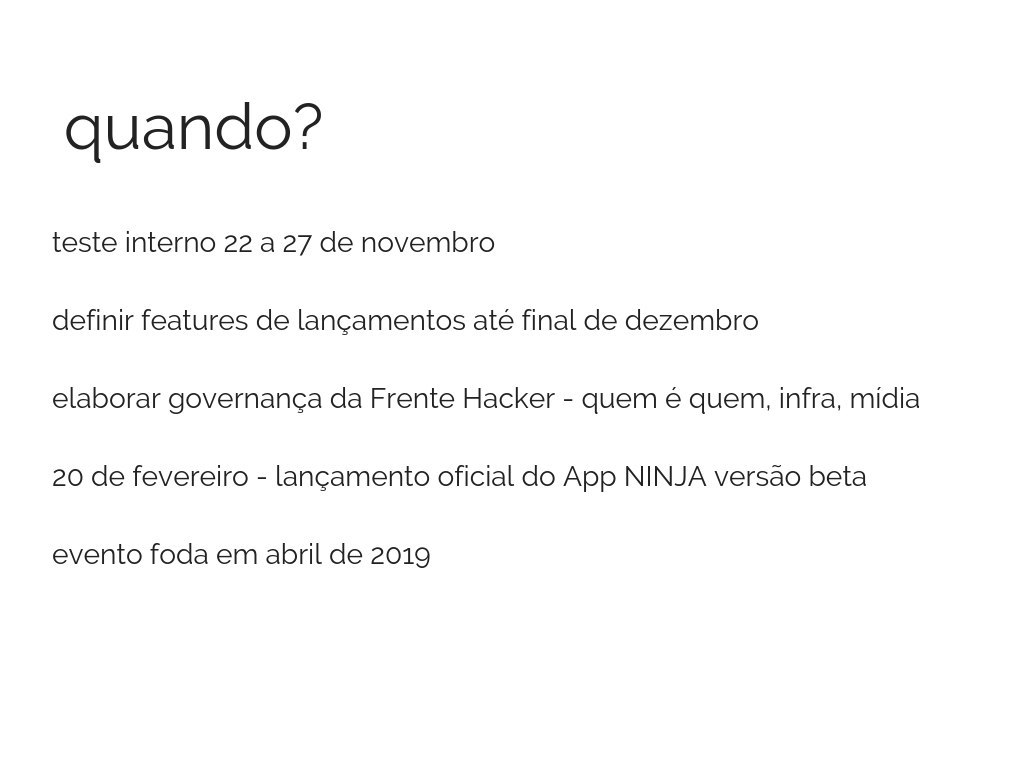 quando?
teste interno 22 a 27 de novembro
definir features de lançamentos até final de dezembro
elaborar governança da Frente Hacker - quem é quem, infra, mídia
20 de fevereiro - lançamento oficial do App NINJA versão beta
evento foda em abril de 2019